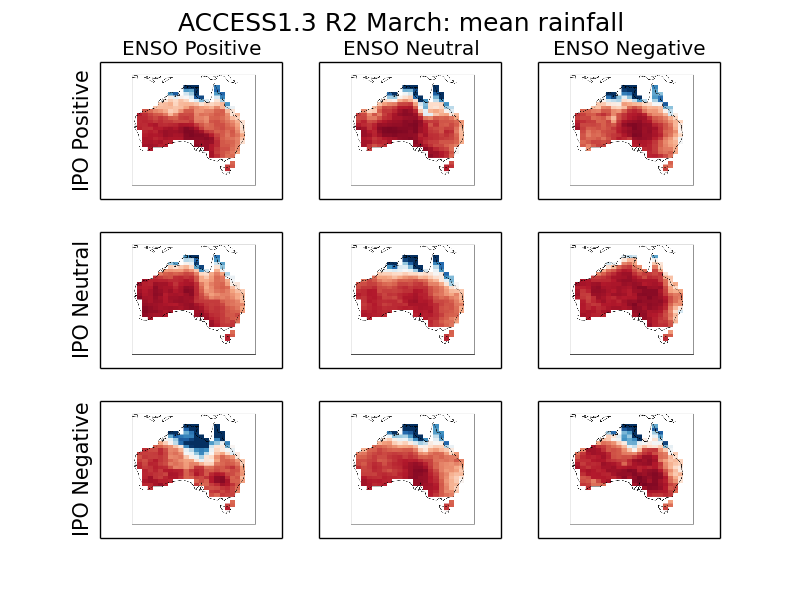 ACCESS1.3 R2 March: mean rainfall
ENSO Positive
ENSO Neutral
ENSO Negative
IPO Positive
IPO Neutral
IPO Negative